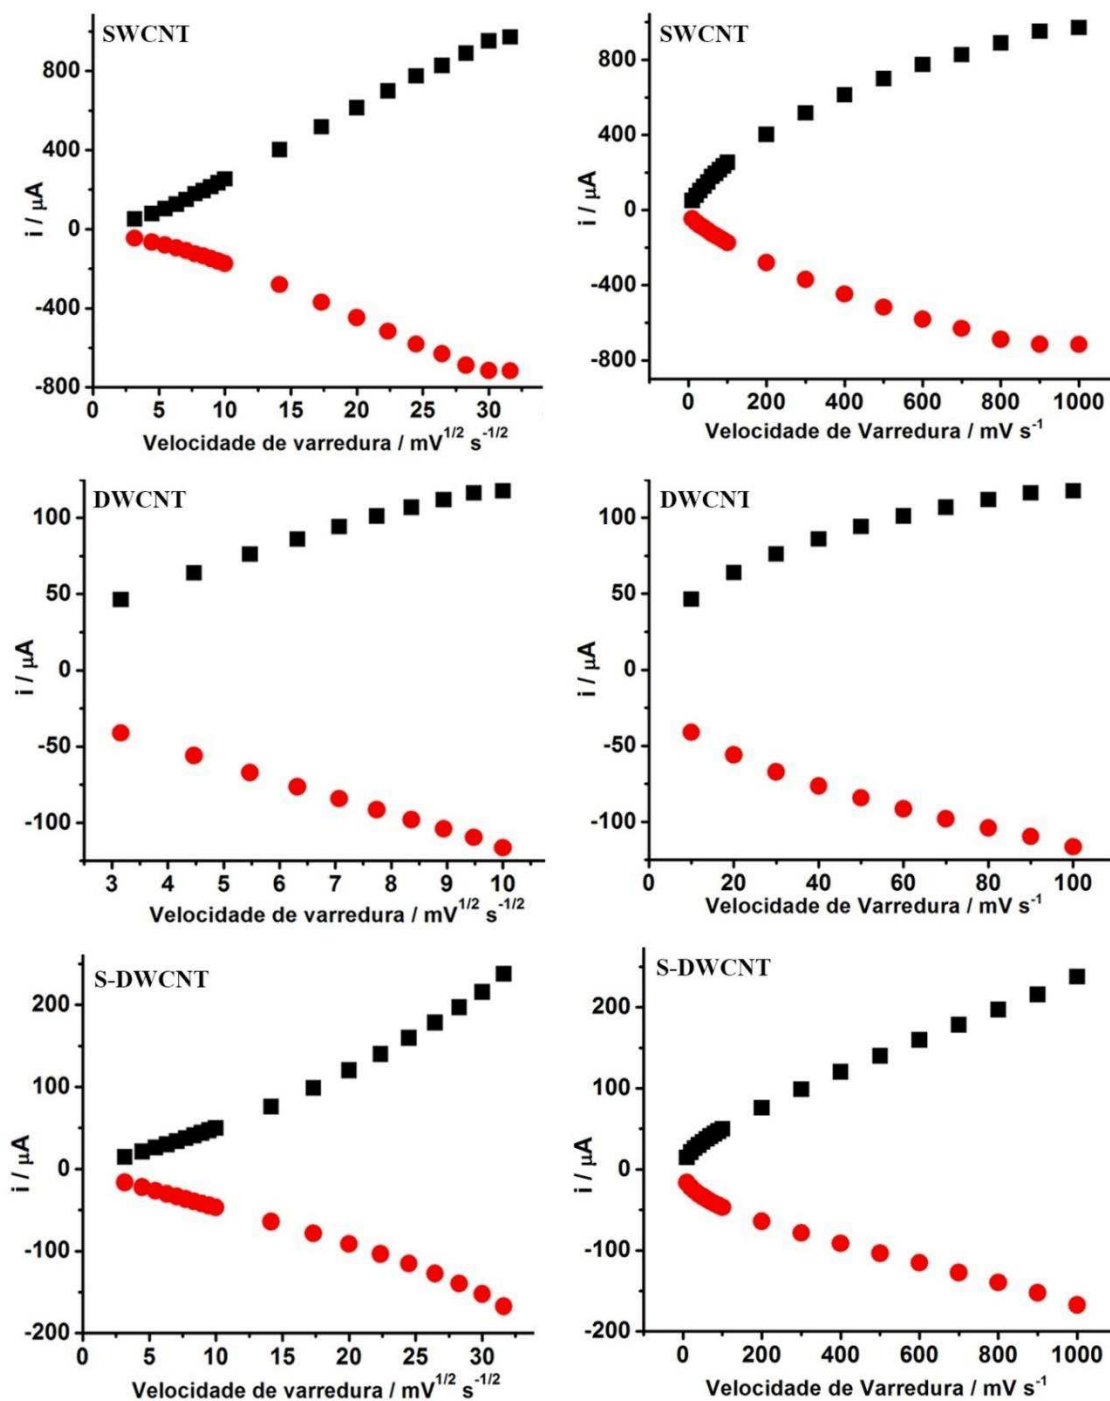 SWCNT
800
400
0
-400
-800
i / µA
0 5 10 15 20 25 30
Velocidade de varredura / mV^1/2 s^-1/2
SWCNT
800
400
0
-400
-800
i / µA
0 200 400 600 800 1000
Velocidade de Varredura / mV s^-1
DWCNT
100
50
0
-50
-100
i / µA
3 4 5 6 7 8 9 10
Velocidade de varredura / mV^1/2 s^-1/2
DWCNT
100
50
0
-50
-100
i / µA
0 20 40 60 80 100
Velocidade de Varredura / mV s^-1
S-DWCNT
200
100
0
-100
-200
i / µA
0 5 10 15 20 25 30
Velocidade de varredura / mV^1/2 s^-1/2
S-DWCNT
200
100
0
-100
-200
i / µA
0 200 400 600 800 1000
Velocidade de Varredura / mV s^-1